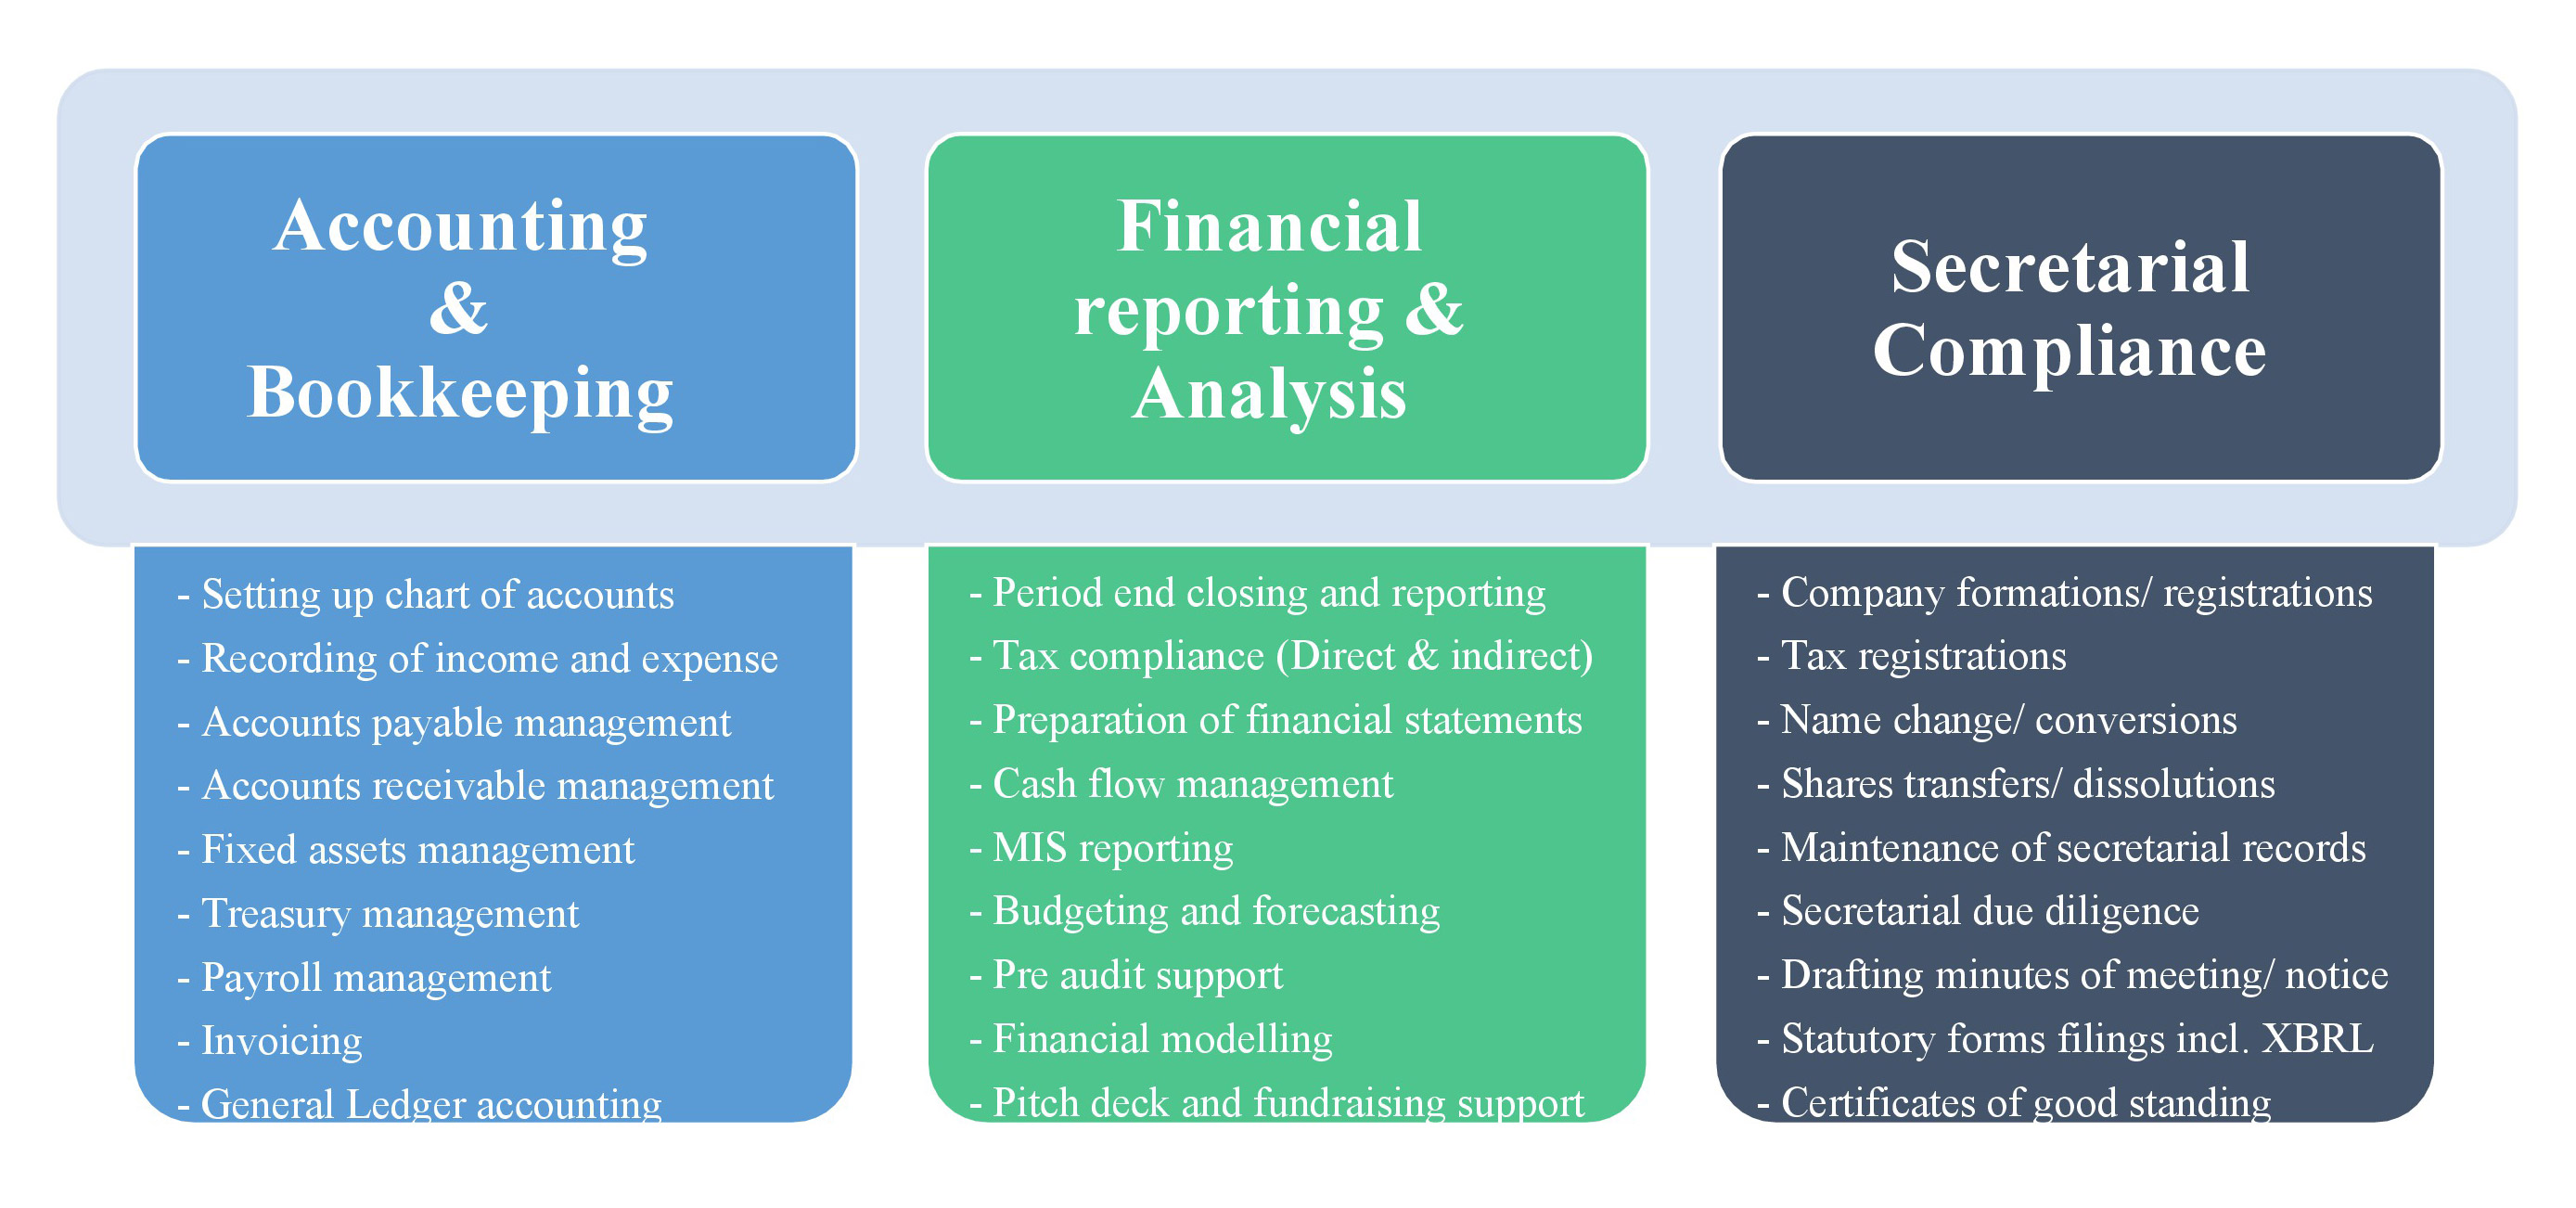 Accounting
&
Bookkeeping
- Setting up chart of accounts
- Recording of income and expense
- Accounts payable management
- Accounts receivable management
- Fixed assets management
- Treasury management
- Payroll management
- Invoicing
- General Ledger accounting
Financial
reporting &
Analysis
- Period end closing and reporting
- Tax compliance (Direct & indirect)
- Preparation of financial statements
- Cash flow management
- MIS reporting
- Budgeting and forecasting
- Pre audit support
- Financial modelling
- Pitch deck and fundraising support
Secretarial
Compliance
- Company formations/ registrations
- Tax registrations
- Name change/ conversions
- Shares transfers/ dissolutions
- Maintenance of secretarial records
- Secretarial due diligence
- Drafting minutes of meeting/ notice
- Statutory forms filings incl. XBRL
- Certificates of good standing